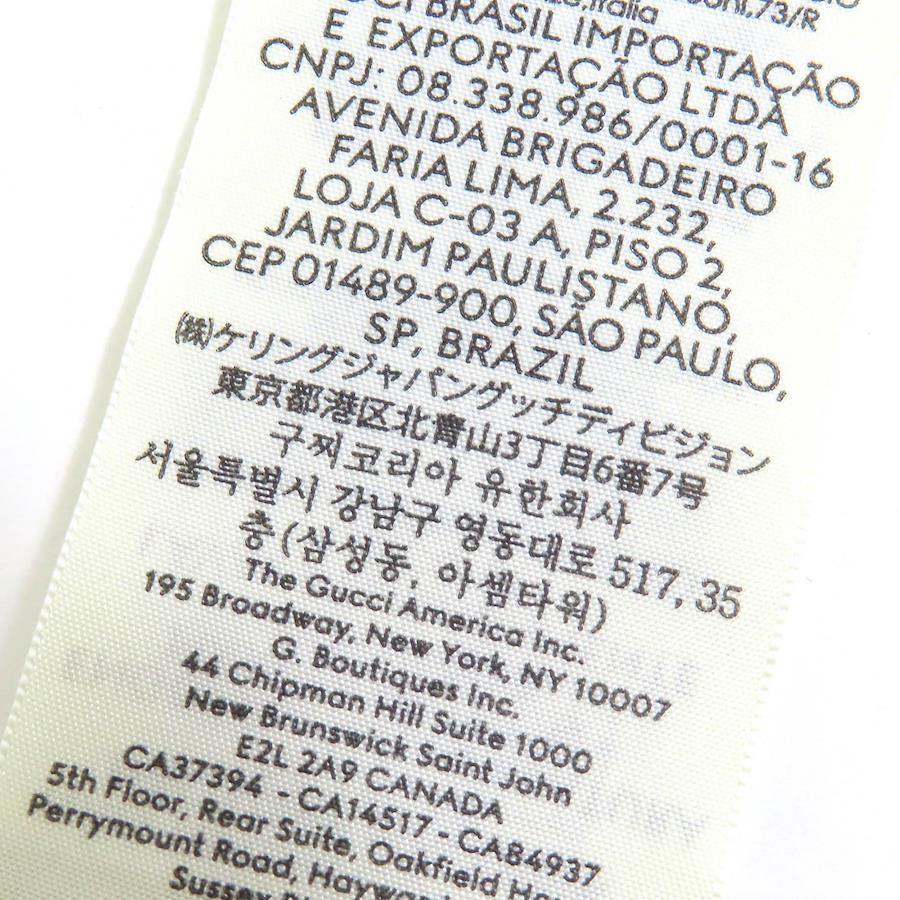 Italia ,73/R
BRASIL IMPORTAÇÃO
E EXPORTAÇÃO LTDA
CNPJ: 08.338.986/0001-16
AVENIDA BRIGADEIRO
FARIA LIMA, 2.232,
LOJA C-03 A, PISO 2,
JARDIM PAULISTANO,
CEP 01489-900, SÃO PAULO,
SP, BRAZIL
㈱ケリングジャパングッチディビジョン
東京都港区北青山3丁目6番7号
구찌코리아 유한회사
서울특별시 강남구 영동대로 517, 35
층(삼성동, 아셈타워)
The Gucci America Inc.
195 Broadway, New York, NY 10007
G. Boutiques Inc.
44 Chipman Hill Suite 1000
New Brunswick Saint John
E2L 2A9 CANADA
CA37394 - CA14517 - CA84937
5th Floor, Rear Suite, Oakfield
Perrymount Road,
Sussex